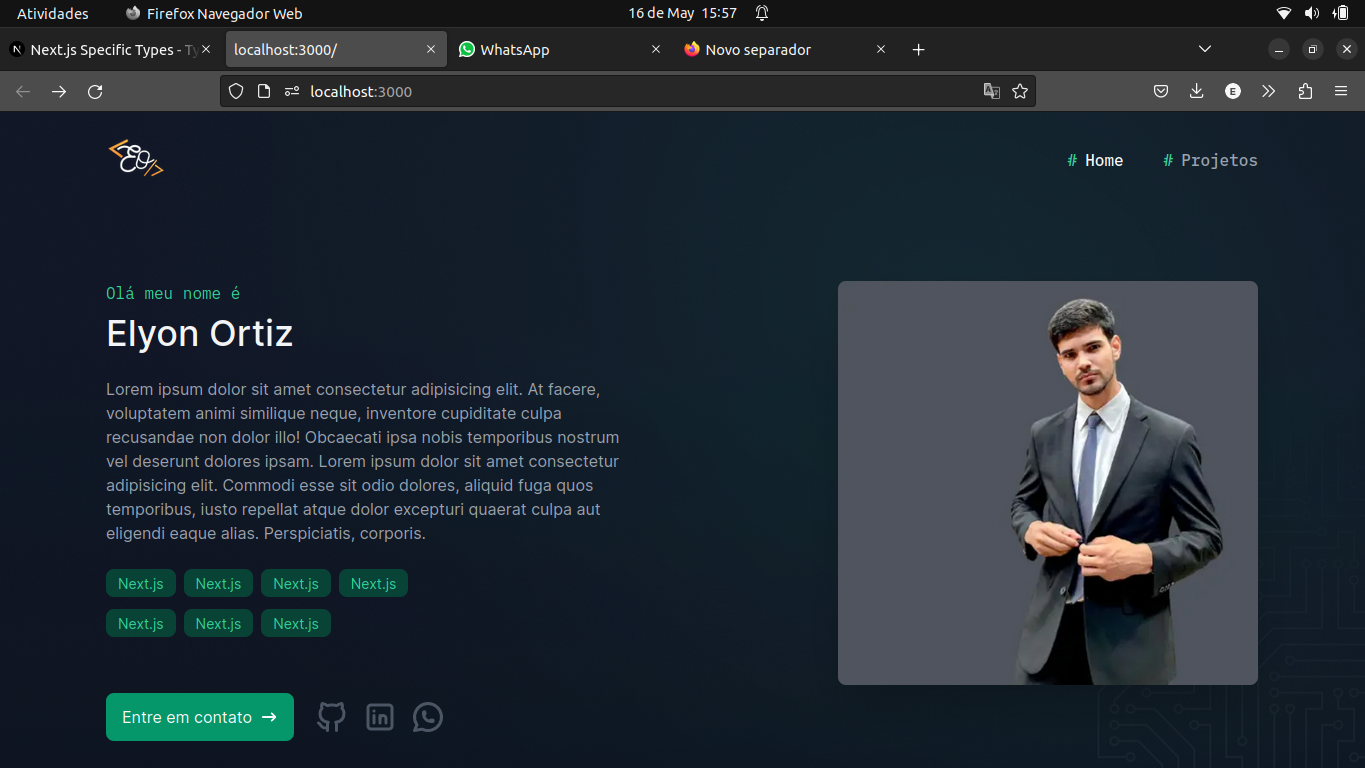 Atividades
Firefox Navegador Web
16 de May 15:57
Next.js Specific Types - Ty
localhost:3000/
WhatsApp
Novo separador
localhost:3000
E
<EO/>
# Home
# Projetos
Olá meu nome é
Elyon Ortiz
Lorem ipsum dolor sit amet consectetur adipisicing elit. At facere,
voluptatem animi similique neque, inventore cupiditate culpa
recusandae non dolor illo! Obcaecati ipsa nobis temporibus nostrum
vel deserunt dolores ipsam. Lorem ipsum dolor sit amet consectetur
adipisicing elit. Commodi esse sit odio dolores, aliquid fuga quos
temporibus, iusto repellat atque dolor excepturi quaerat culpa aut
eligendi eaque alias. Perspiciatis, corporis.
Next.js Next.js Next.js Next.js
Next.js Next.js Next.js
Entre em contato →
in